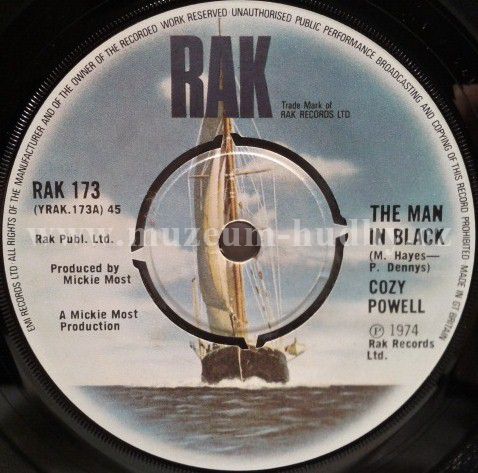 EMI RECORDS LTD ALL RIGHTS OF THE MANUFACTURER AND OF THE OWNER OF THE RECORDED WORK RESERVED UNAUTHORISED PUBLIC PERFORMANCE BROADCASTING AND COPYING OF THIS RECORD PROHIBITED MADE IN GT BRITAIN
RAK
Trade Mark of
RAK RECORDS LTD
RAK 173
(YRAK.173A) 45
Rak Publ. Ltd.
Produced by
Mickie Most
A Mickie Most
Production
THE MAN
IN BLACK
(M. Hayes—
P. Dennys)
COZY
POWELL
Ⓟ 1974
Rak Records
Ltd.